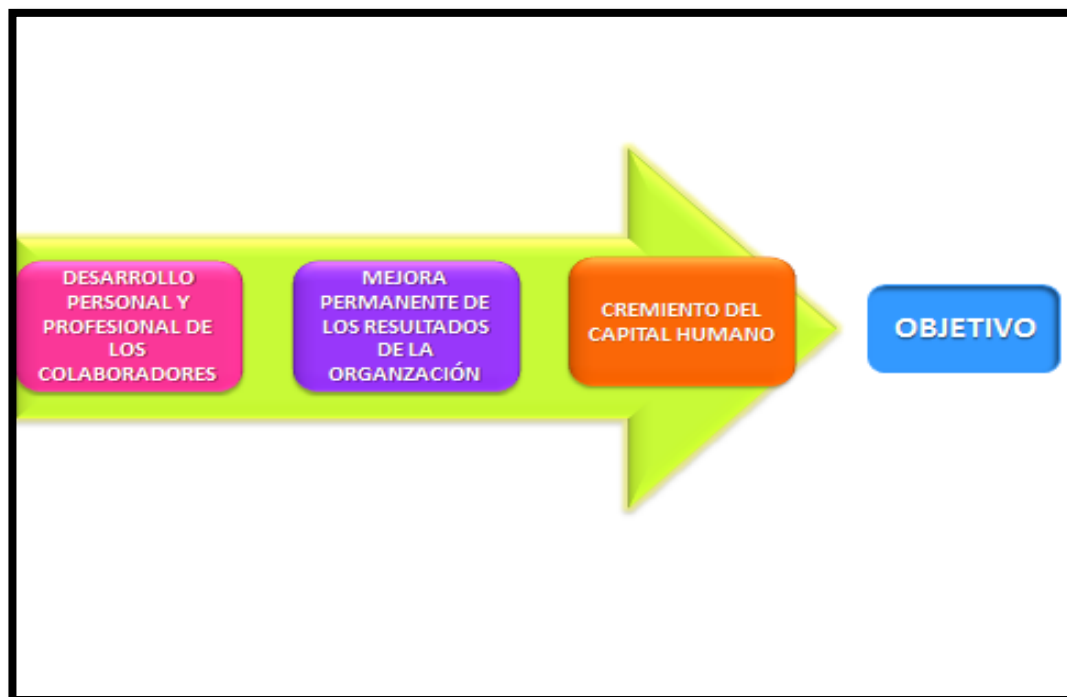 DESARROLLO
PERSONAL Y
PROFESIONAL DE
LOS
COLABORADORES
MEJORA
PERMANENTE DE
LOS RESULTADOS
DE LA
ORGANZACIÓN
CREMIENTO DEL
CAPITAL HUMANO
OBJETIVO